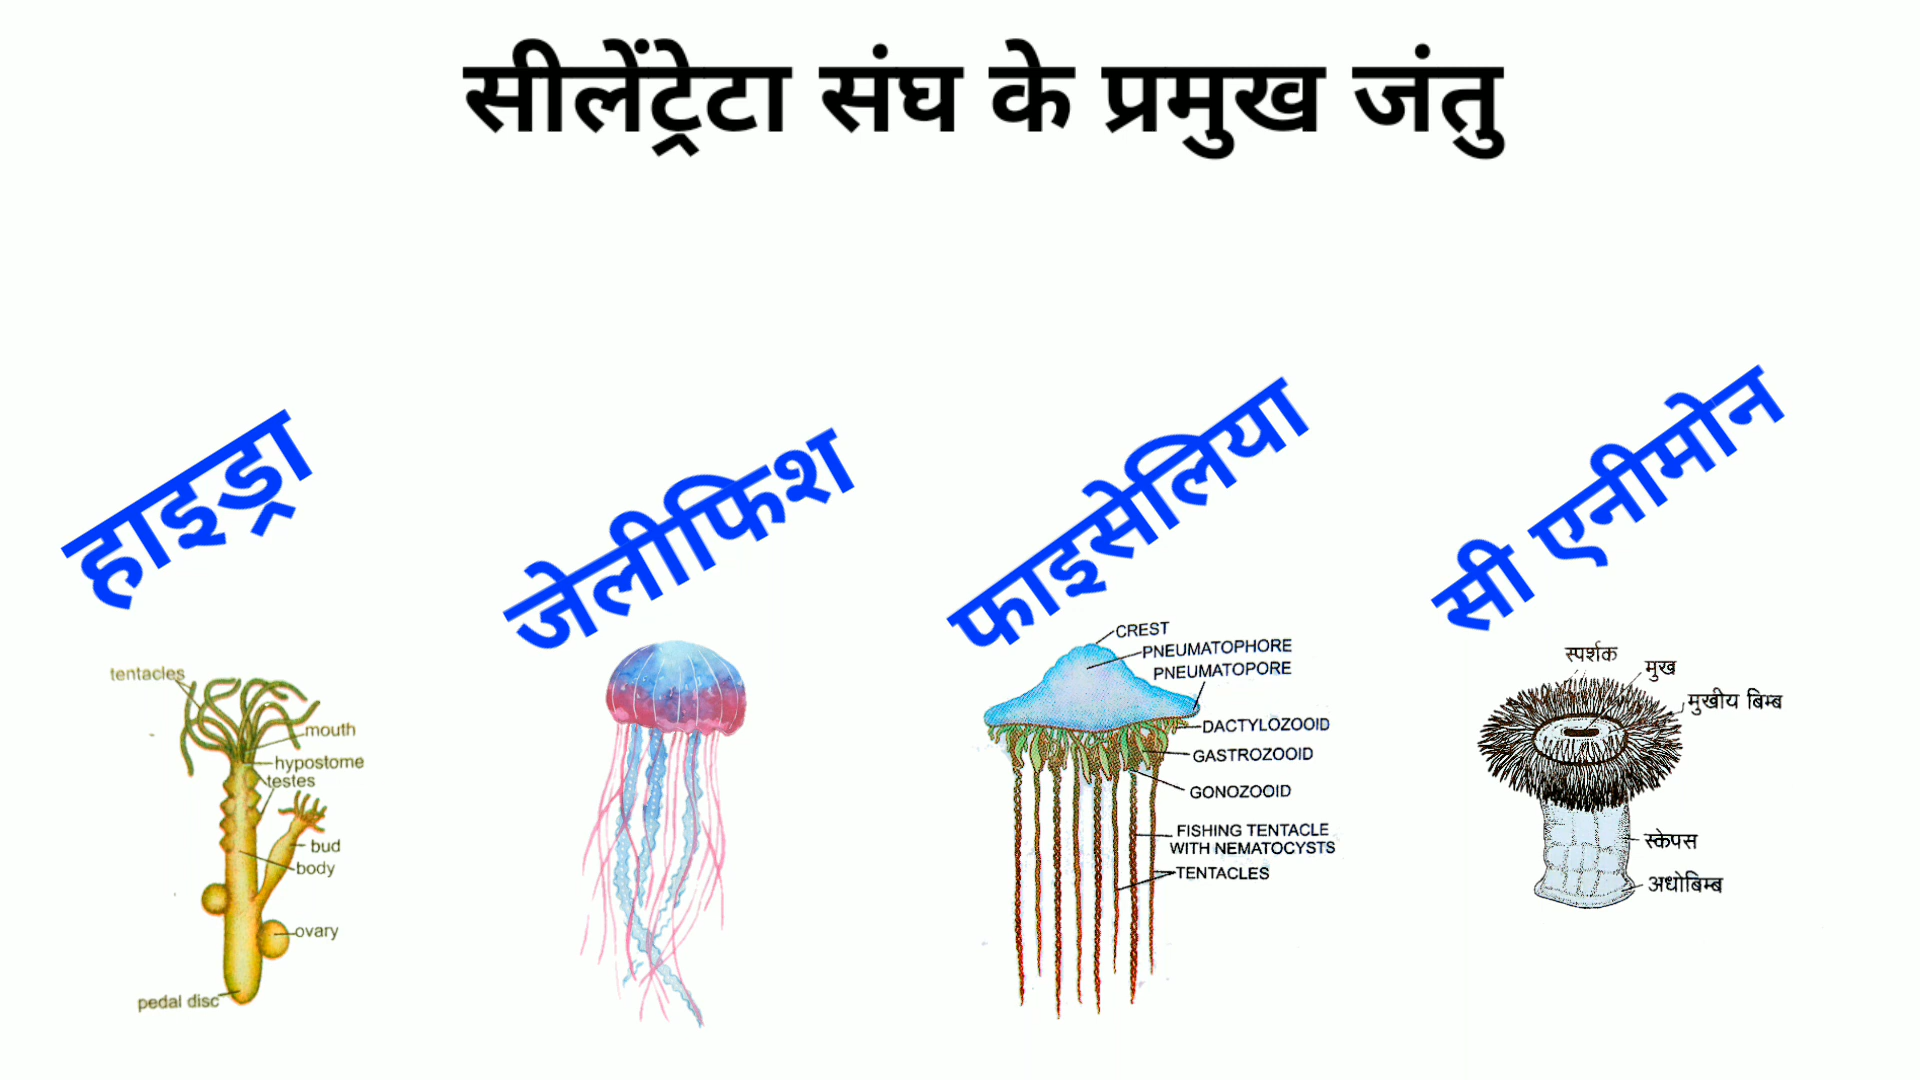 सीलेंट्रेटा संघ के प्रमुख जंतु
हाइड्रा
जेलीफिश
फाइसेलिया
सी एनीमोन
tentacles
mouth
hypostome
testes
bud
body
ovary
pedal disc
CREST
PNEUMATOPHORE
PNEUMATOPORE
DACTYLOZOOID
GASTROZOOID
GONOZOOID
FISHING TENTACLE
WITH NEMATOCYSTS
TENTACLES
स्पर्शक
मुख
मुखीय बिम्ब
स्केपस
अधोबिम्ब